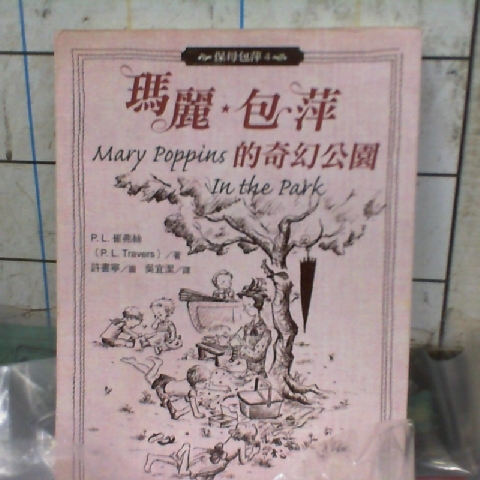 保母包萍 4
瑪麗★包萍
Mary Poppins 的奇幻公園
In the Park
P. L. 崔弗絲
(P. L. Travers) / 著
許書寧 / 圖 吳宜潔 / 譯